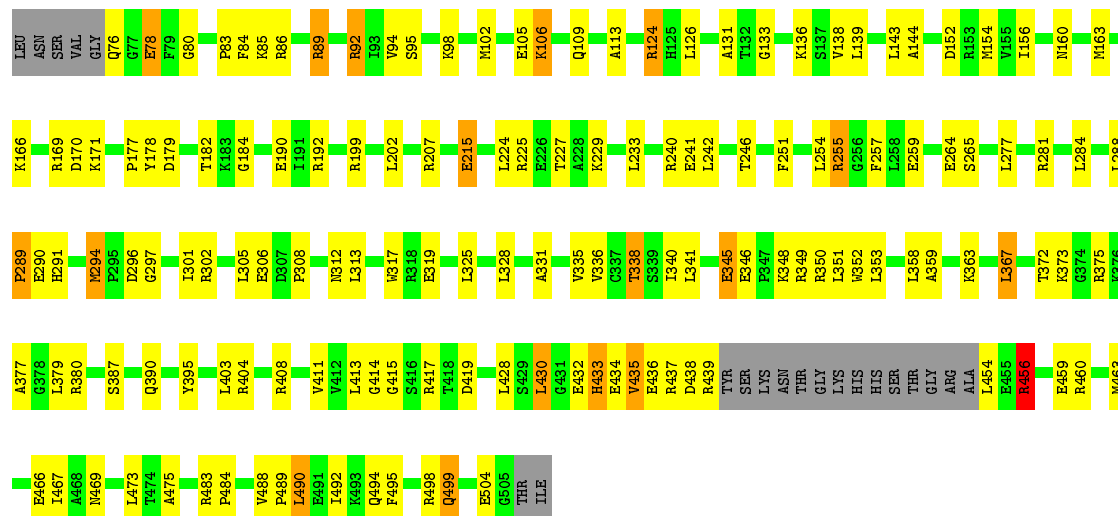 LEU ASN SER VAL GLY Q76 G77 E78 F79 G80 P83 F84 K85 R86 R89 R92 I93 V94 S95 K98 M102 E105 K106 Q109 A113 R124 H125 L126 A131 T132 G133 K136 S137 V138 L139 L143 A144 D152 R153 M154 V155 I156 N160 M163
K166 R169 D170 K171 P177 Y178 D179 T182 K183 G184 E190 I191 R192 R199 L202 R207 E215 L224 R225 E226 T227 A228 K229 L233 R240 E241 L242 T246 F251 L254 R255 G256 F257 L258 E259 E264 S265 L277 R281 L284 L288
P289 E290 H291 M294 P295 D296 G297 I301 R302 L305 E306 D307 P308 N312 L313 W317 R318 E319 L325 L328 A331 V335 V336 C337 T338 S339 I340 L341 E345 E346 P347 K348 R349 R350 L351 W352 L353 L358 A359 K363 L367 T372 K373 G374 R375 K376
A377 G378 L379 R380 S387 Q390 Y395 L403 R404 R408 V411 V412 L413 G414 G415 S416 R417 T418 D419 L428 S429 L430 G431 E432 H433 E434 V435 E436 R437 D438 R439 TYR SER LYS ASN THR GLY LYS HIS HIS SER THR GLY ARG ALA L454 E455 R456 E459 R460 M463
E466 I467 A468 N469 L473 T474 A475 R483 P484 V488 P489 L490 E491 I492 K493 Q494 F495 R498 Q499 E504 G505 THR ILE